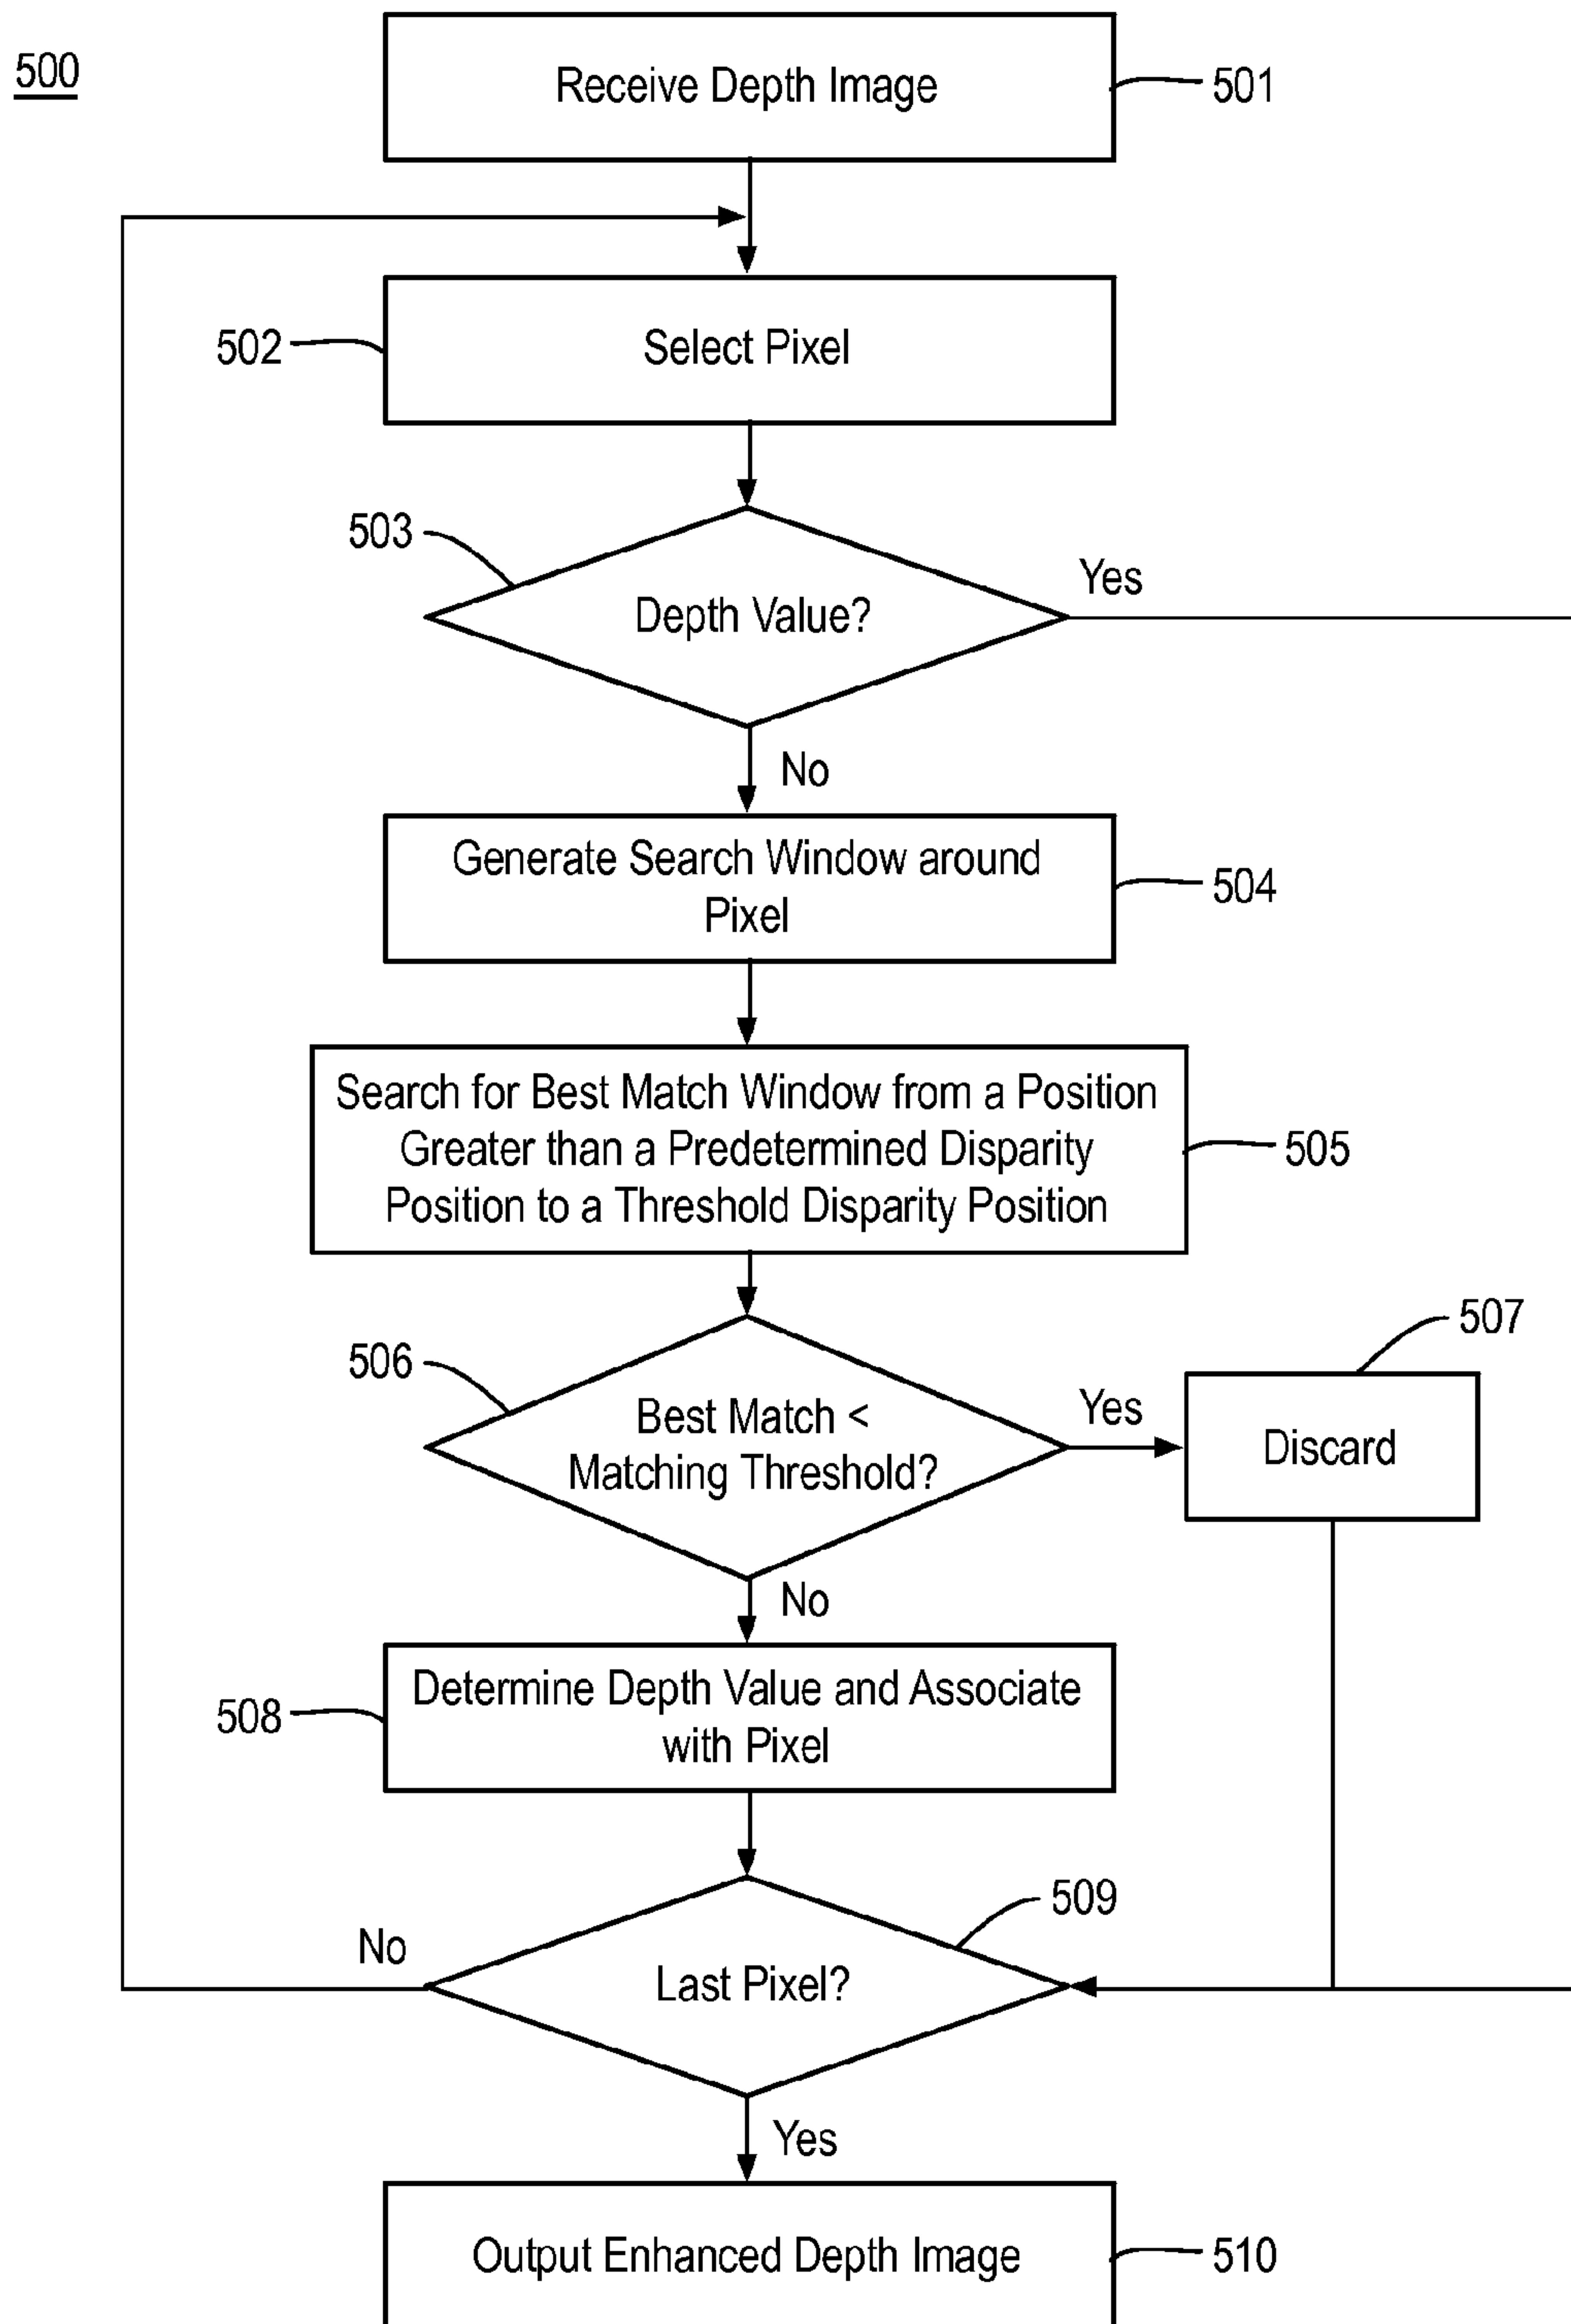 500
Receive Depth Image
501
502
Select Pixel
503
Depth Value?
Yes
No
Generate Search Window around
Pixel
504
Search for Best Match Window from a Position
Greater than a Predetermined Disparity
Position to a Threshold Disparity Position
505
506
Best Match <
Matching Threshold?
Yes
507
Discard
No
508
Determine Depth Value and Associate
with Pixel
509
No
Last Pixel?
Yes
Output Enhanced Depth Image
510